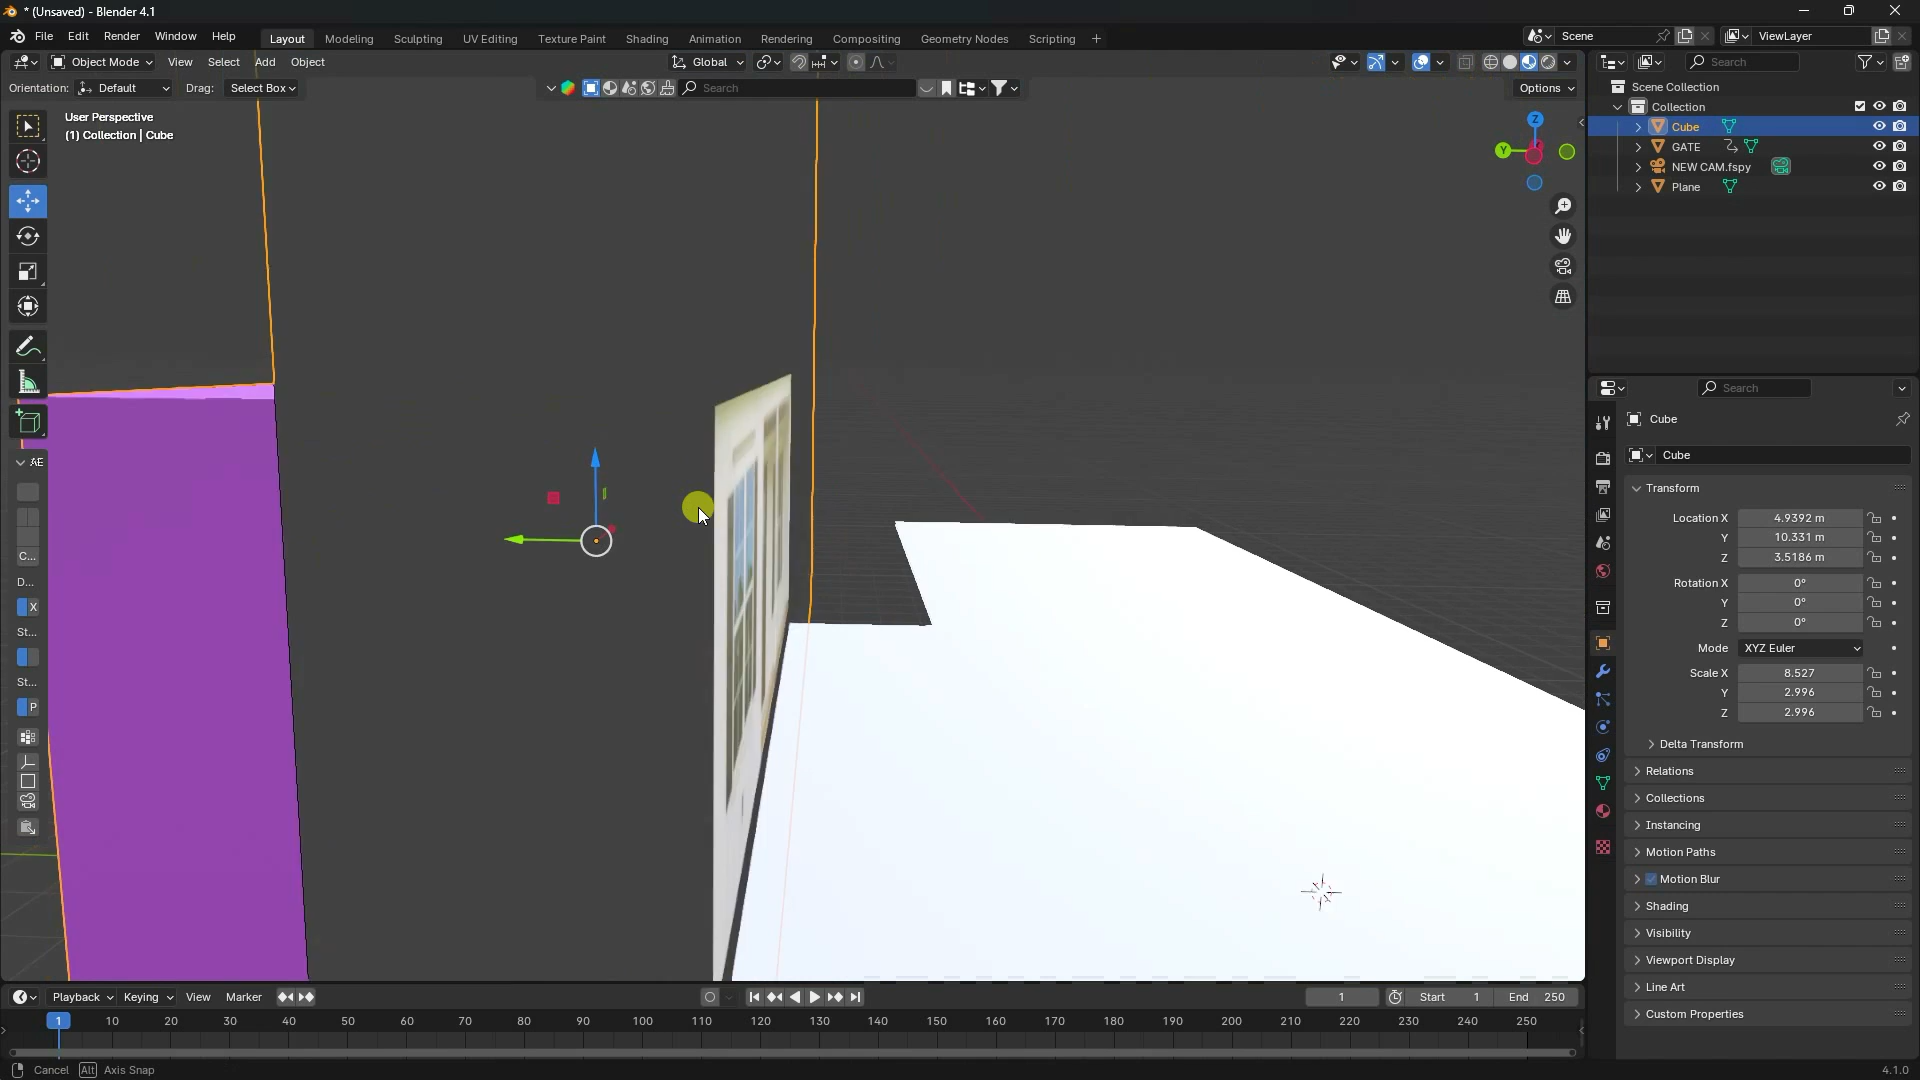 * (Unsaved) - Blender 4.1
File Edit Render Window Help
Layout Modeling Sculpting UV Editing Texture Paint Shading Animation Rendering Compositing Geometry Nodes Scripting +
Scene
ViewLayer
Object Mode View Select Add Object
Global
Search
Orientation: Default Drag: Select Box
Search
Options
User Perspective
(1) Collection | Cube
Z
Y
Scene Collection
Collection
Cube
GATE
NEW CAM.fspy
Plane
Search
Cube
Cube
Transform
Location X 4.9392 m
Y 10.331 m
Z 3.5186 m
Rotation X 0°
Y 0°
Z 0°
Mode XYZ Euler
Scale X 8.527
Y 2.996
Z 2.996
Delta Transform
Relations
Collections
Instancing
Motion Paths
Motion Blur
Shading
Visibility
Viewport Display
Line Art
Custom Properties
AE
C...
D...
X
St...
St...
P
Playback Keying View Marker
1
Start 1 End 250
1 10 20 30 40 50 60 70 80 90 100 110 120 130 140 150 160 170 180 190 200 210 220 230 240 250
Cancel Alt Axis Snap
4.1.0